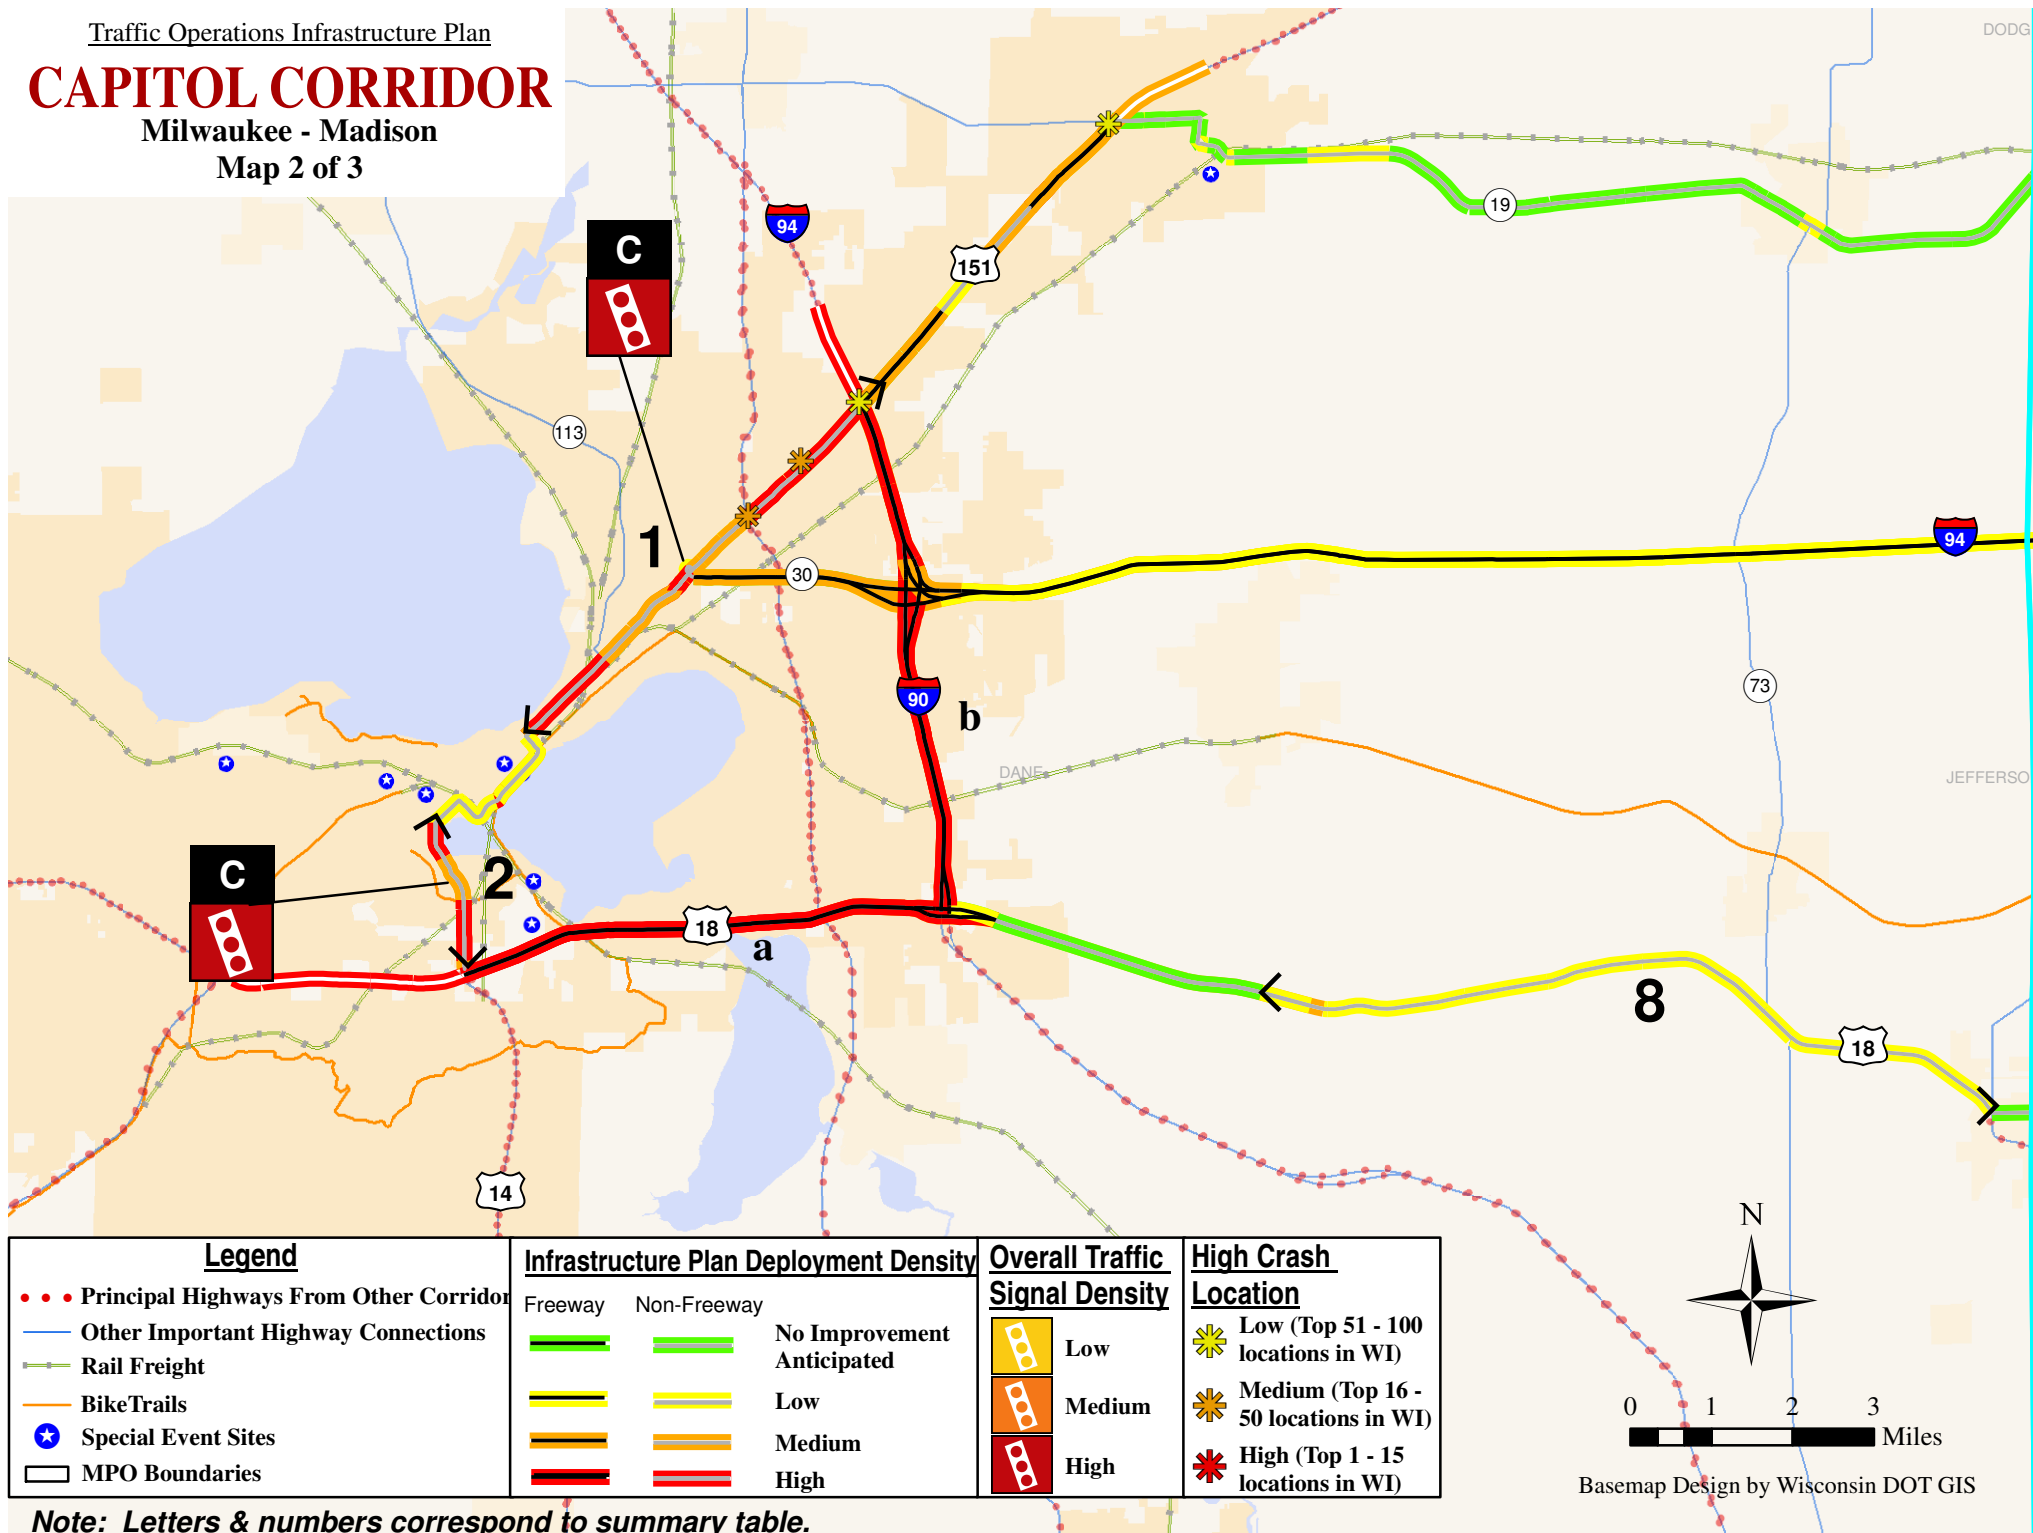 Traffic Operations Infrastructure Plan
CAPITOL CORRIDOR
Milwaukee - Madison
Map 2 of 3
DODG
94
C
19
151
113
1
30
94
90
b
73
DANE
JEFFERSO
C
2
18
a
8
18
14
N
Legend
Principal Highways From Other Corridor
Other Important Highway Connections
Rail Freight
BikeTrails
Special Event Sites
MPO Boundaries
Infrastructure Plan Deployment Density
Freeway Non-Freeway
No Improvement
Anticipated
Low
Medium
High
Overall Traffic
Signal Density
Low
Medium
High
High Crash
Location
Low (Top 51 - 100
locations in WI)
Medium (Top 16 -
50 locations in WI)
High (Top 1 - 15
locations in WI)
0 1 2 3
Miles
Basemap Design by Wisconsin DOT GIS
Note: Letters & numbers correspond to summary table.